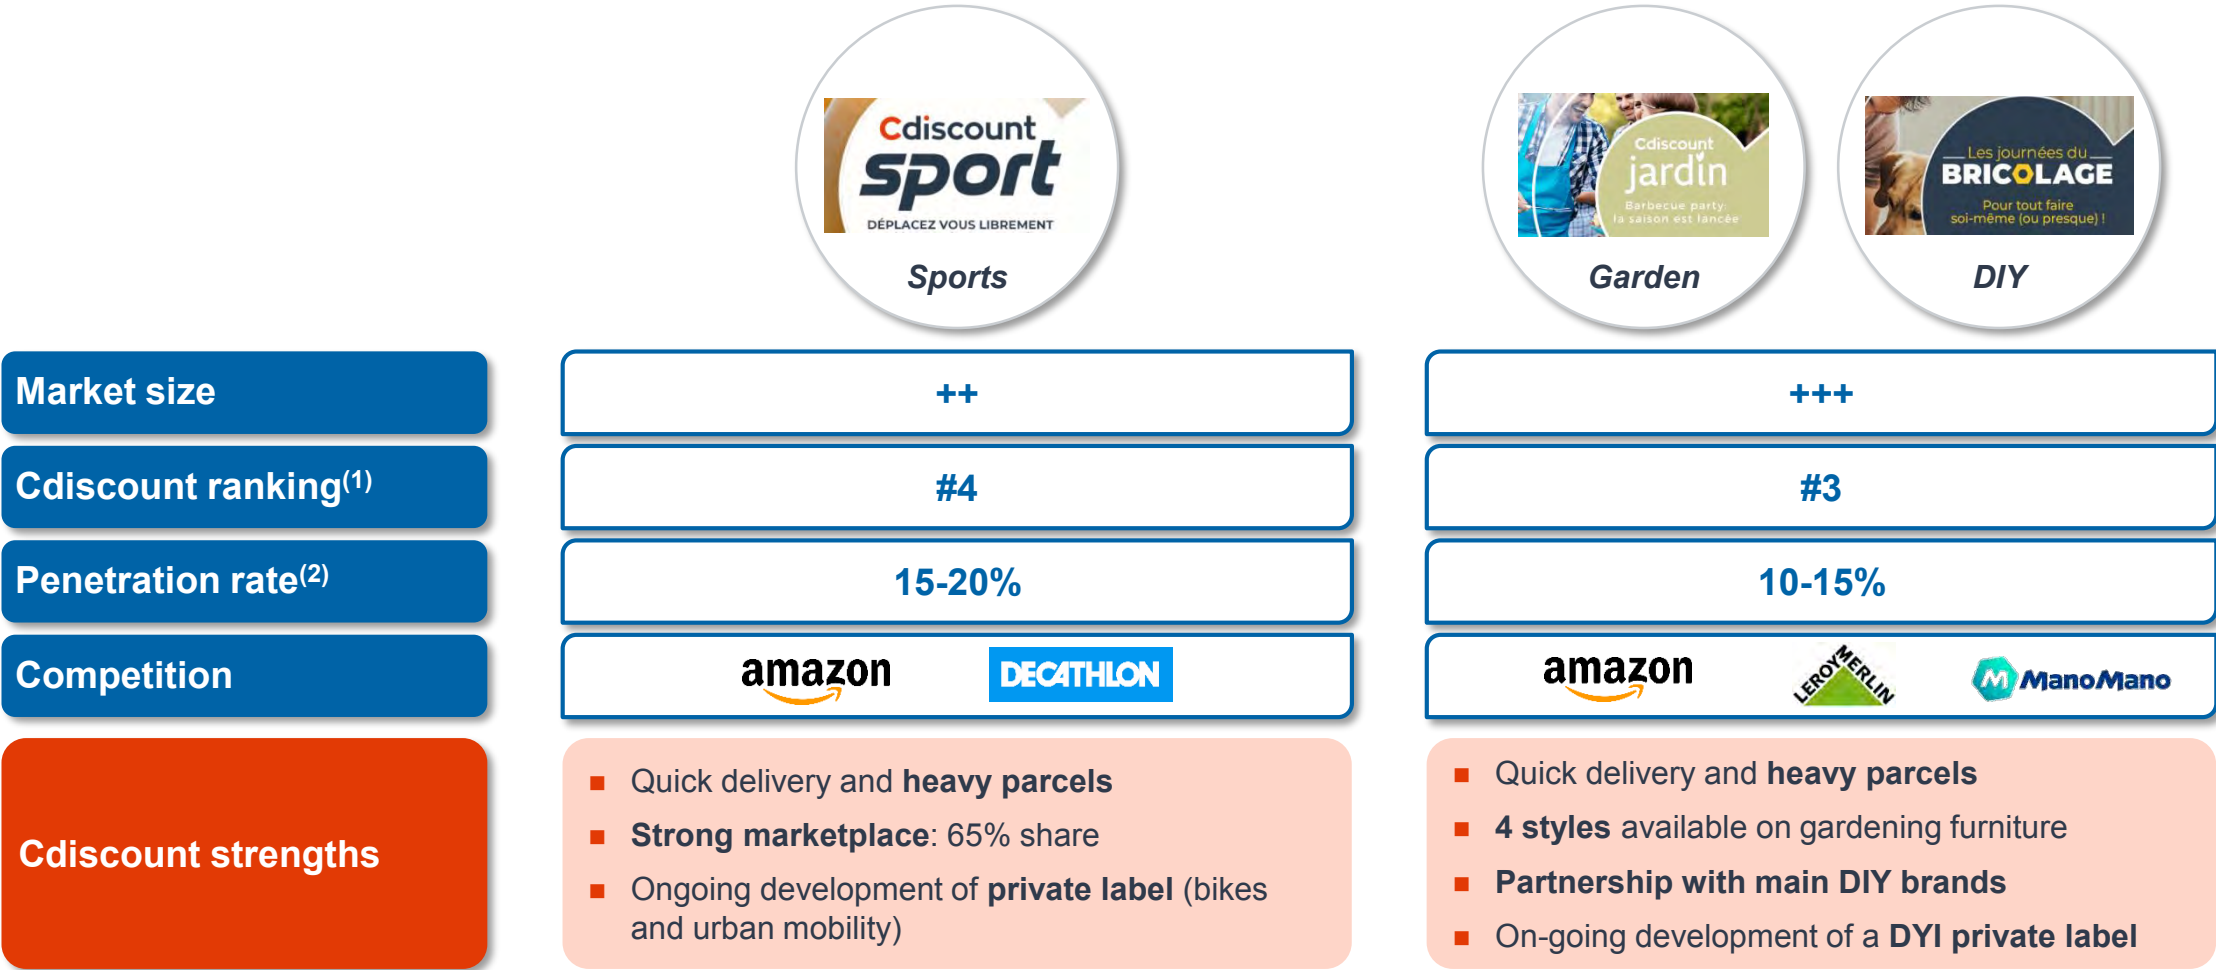 Cdiscount
sport
DÉPLACEZ VOUS LIBREMENT
Sports
Cdiscount
jardin
Barbecue party:
la saison est lancée
Garden
Les journées du
BRICOLAGE
Pour tout faire
soi-même (ou presque) !
DIY
Market size
++
+++
Cdiscount ranking(1)
#4
#3
Penetration rate(2)
15-20%
10-15%
Competition
amazon
DECATHLON
amazon
LEROY MERLIN
M ManoMano
Cdiscount strengths
Quick delivery and heavy parcels
Strong marketplace: 65% share
Ongoing development of private label (bikes
and urban mobility)
Quick delivery and heavy parcels
4 styles available on gardening furniture
Partnership with main DIY brands
On-going development of a DYI private label